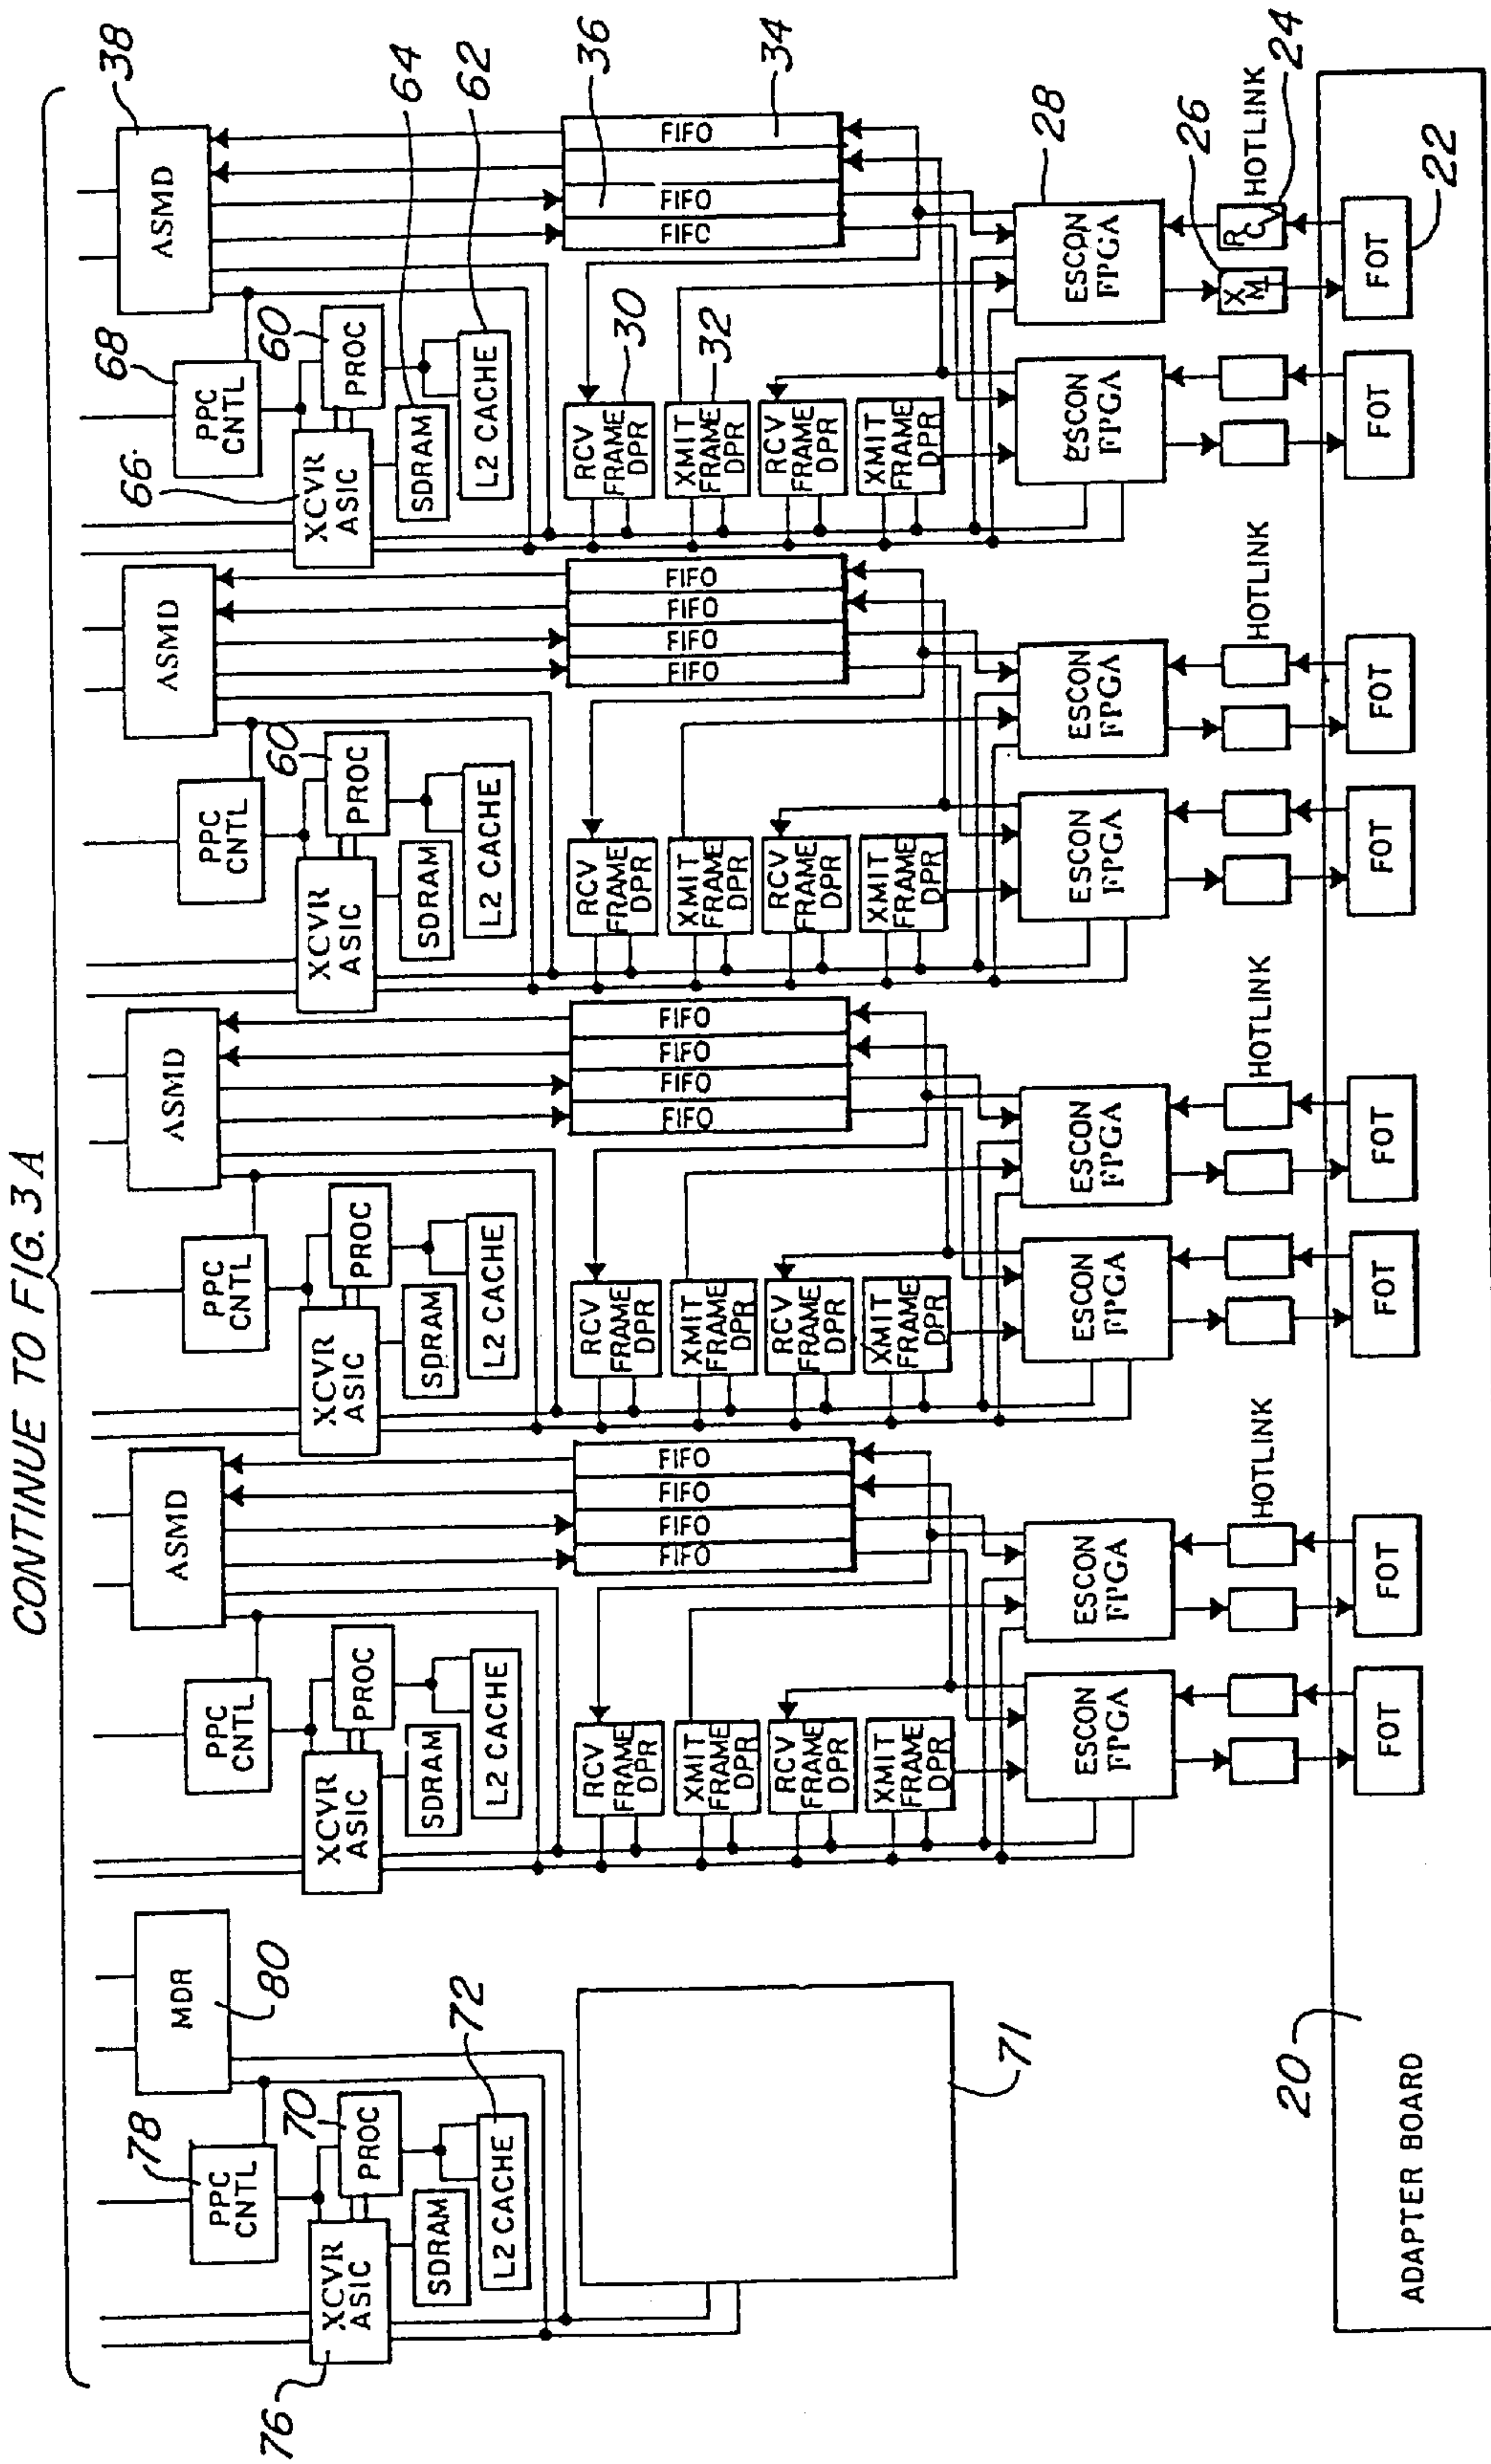 CONTINUE TO FIG. 3A
78
PPC
CNTL
MDR
80
76
XCVR
ASIC
70
PROC
SDRAM
L2 CACHE
72
71
PPC
CNTL
ASMD
XCVR
ASIC
PROC
SDRAM
L2 CACHE
RCV
FRAME
DPR
XMIT
FRAME
DPR
RCV
FRAME
DPR
XMIT
FRAME
DPR
FIFO
FIFO
FIFO
FIFO
ESCON
FPGA
ESCON
FPGA
HOTLINK
FOT
FOT
PPC
CNTL
ASMD
XCVR
ASIC
PROC
SDRAM
L2 CACHE
RCV
FRAME
DPR
XMIT
FRAME
DPR
RCV
FRAME
DPR
XMIT
FRAME
DPR
FIFO
FIFO
FIFO
FIFO
ESCON
FPGA
ESCON
FPGA
HOTLINK
FOT
FOT
PPC
CNTL
ASMD
XCVR
ASIC
60
PROC
SDRAM
L2 CACHE
RCV
FRAME
DPR
XMIT
FRAME
DPR
RCV
FRAME
DPR
XMIT
FRAME
DPR
FIFO
FIFO
FIFO
FIFO
ESCON
FPGA
ESCON
FPGA
HOTLINK
FOT
FOT
68
PPC
CNTL
ASMD
38
66
XCVR
ASIC
60
PROC
SDRAM
64
L2 CACHE
62
RCV
FRAME
DPR
30
XMIT
FRAME
DPR
32
RCV
FRAME
DPR
XMIT
FRAME
DPR
FIFC
FIFO
FIFO
36
34
ESCON
FPGA
ESCON
FPGA
28
XMT
26
RCV
HOTLINK
24
FOT
FOT
22
20
ADAPTER BOARD